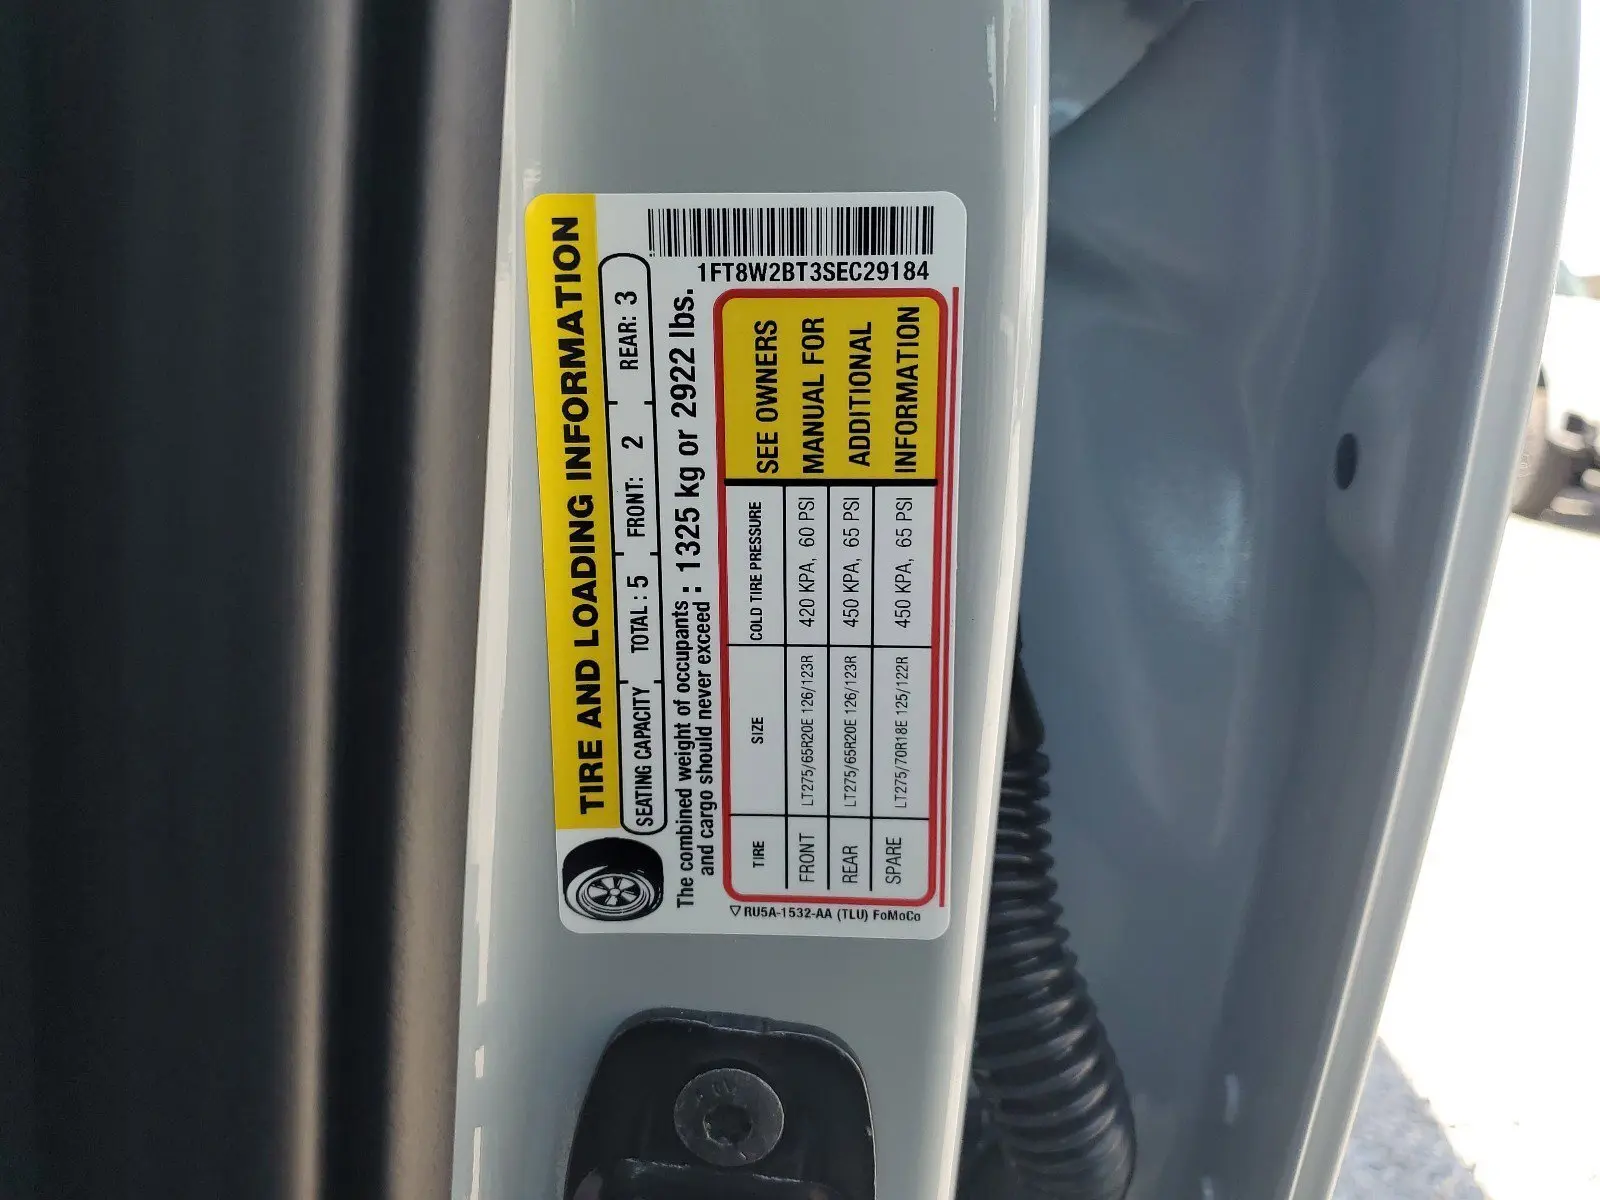 TIRE AND LOADING INFORMATION
SEATING CAPACITY TOTAL : 5 FRONT: 2 REAR: 3
The combined weight of occupants
and cargo should never exceed : 1325 kg or 2922 lbs.
TIRE SIZE COLD TIRE PRESSURE
FRONT LT275/65R20E 126/123R 420 KPA, 60 PSI
REAR LT275/65R20E 126/123R 450 KPA, 65 PSI
SPARE LT275/70R18E 125/122R 450 KPA, 65 PSI
SEE OWNERS
MANUAL FOR
ADDITIONAL
INFORMATION
1FT8W2BT3SEC29184
RU5A-1532-AA (TLU) FoMoCo